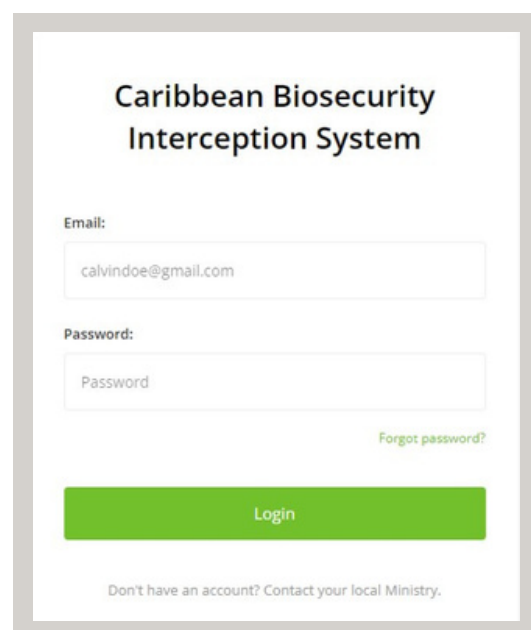 Caribbean Biosecurity
Interception System
Email:
calvindoe@gmail.com
Password:
Password
Forgot password?
Login
Don't have an account? Contact your local Ministry.